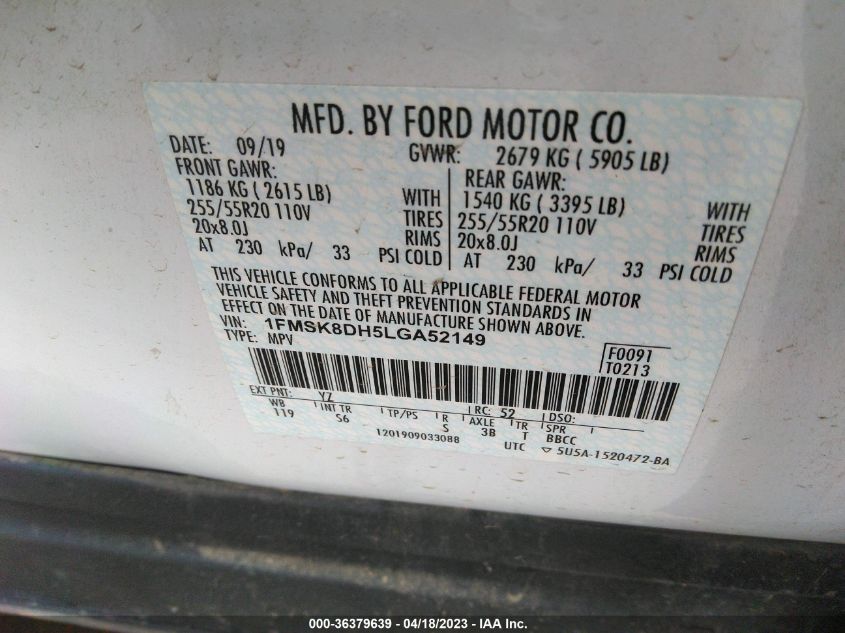 MFD. BY FORD MOTOR CO.
DATE: 09/19 GVWR: 2679 KG ( 5905 LB)
FRONT GAWR: REAR GAWR:
1186 KG ( 2615 LB) WITH 1540 KG ( 3395 LB) WITH
255/55R20 110V TIRES 255/55R20 110V TIRES
20x8.0J RIMS 20x8.0J RIMS
AT 230 kPa/ 33 PSI COLD AT 230 kPa/ 33 PSI COLD
THIS VEHICLE CONFORMS TO ALL APPLICABLE FEDERAL MOTOR
VEHICLE SAFETY AND THEFT PREVENTION STANDARDS IN
EFFECT ON THE DATE OF MANUFACTURE SHOWN ABOVE.
VIN: 1FMSK8DH5LGA52149
TYPE: MPV
F0091
T0213
EXT PNT: YZ RC: 52 DSO:
WB INT TR TP/PS R AXLE TR SPR
119 S6 S 3B T BBCC
1201909033088 UTC ▽ 5U5A-1520472-BA
000-36379639 - 04/18/2023 - IAA Inc.